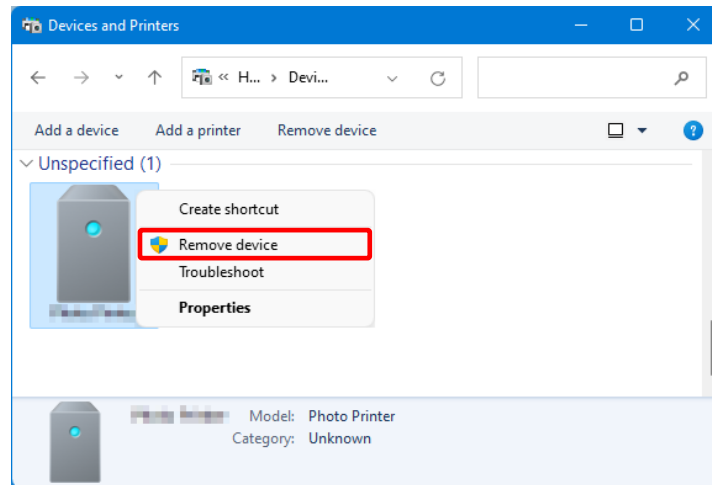 Devices and Printers
« H... › Devi...
Add a device Add a printer Remove device ?
Unspecified (1)
Create shortcut
Remove device
Troubleshoot
Properties
Model: Photo Printer
Category: Unknown